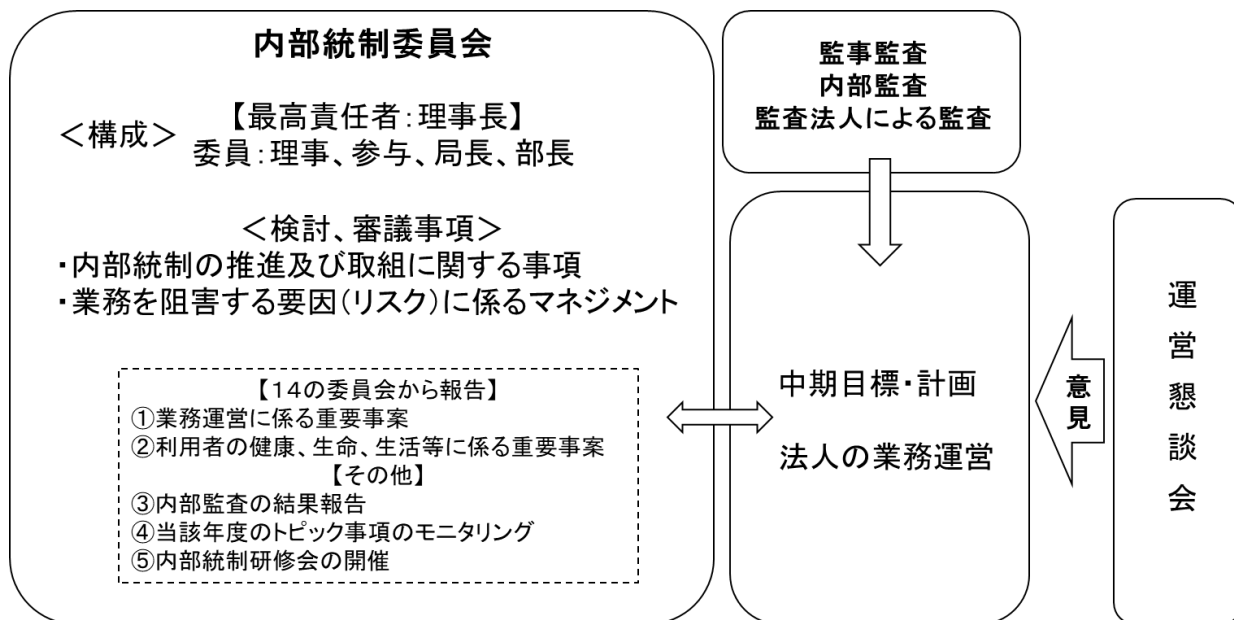 内部統制委員会
<構成>
【最高責任者:理事長】
委員:理事、参与、局長、部長
<検討、審議事項>
・内部統制の推進及び取組に関する事項
・業務を阻害する要因(リスク)に係るマネジメント
【14の委員会から報告】
①業務運営に係る重要事案
②利用者の健康、生命、生活等に係る重要事案
【その他】
③内部監査の結果報告
④当該年度のトピック事項のモニタリング
⑤内部統制研修会の開催
監事監査
内部監査
監査法人による監査
中期目標・計画
法人の業務運営
意見
運営懇談会